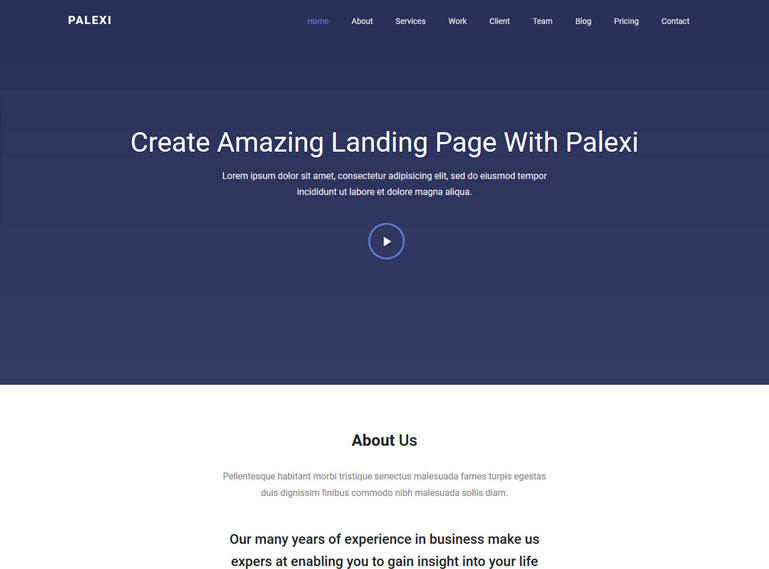 PALEXI
Home About Services Work Client Team Blog Pricing Contact
Create Amazing Landing Page With Palexi
Lorem ipsum dolor sit amet, consectetur adipisicing elit, sed do eiusmod tempor
incididunt ut labore et dolore magna aliqua.
About Us
Pellentesque habitant morbi tristique senectus malesuada fames turpis egestas
duis dignissim finibus commodo nibh malesuada sollis diam.
Our many years of experience in business make us
expers at enabling you to gain insight into your life